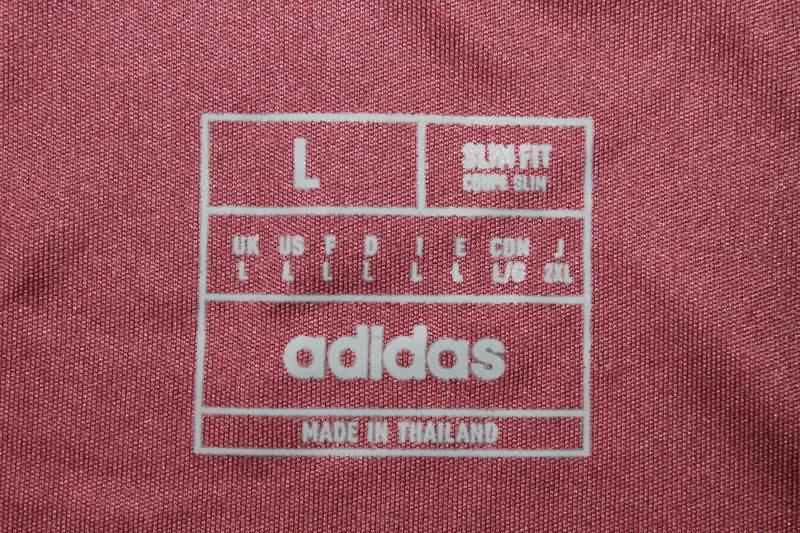 L
SLIM FIT
COUPE SLIM
UK US F D I E CDN J
L L L L L L L/G 2XL
adidas
MADE IN THAILAND